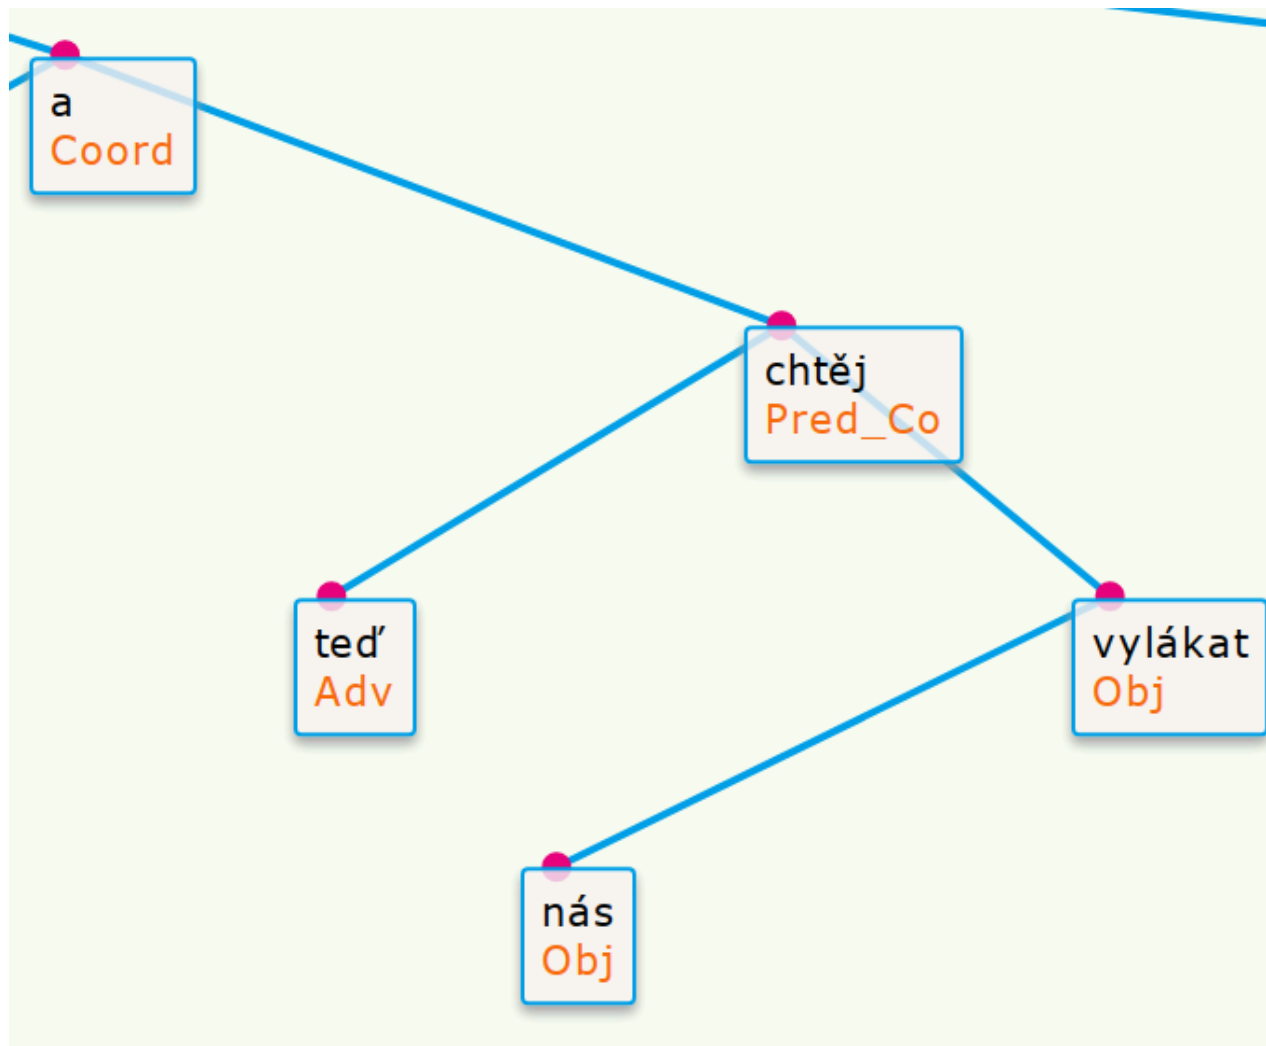 a
Coord
chtěj
Pred_Co
teď
Adv
vylákat
Obj
nás
Obj